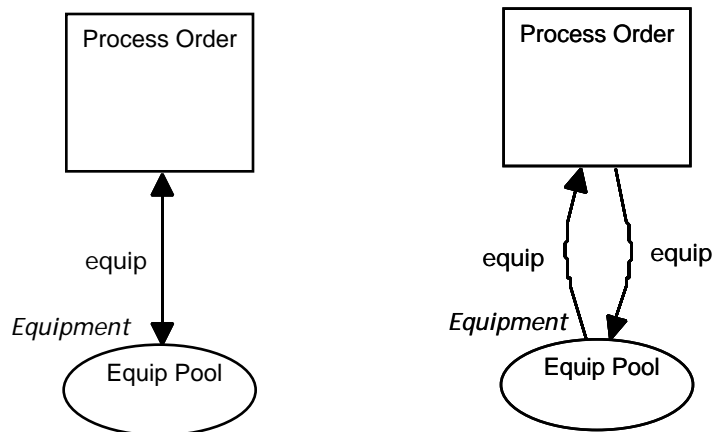 Process Order
equip
Equipment
Equip Pool
Process Order
equip
equip
Equipment
Equip Pool